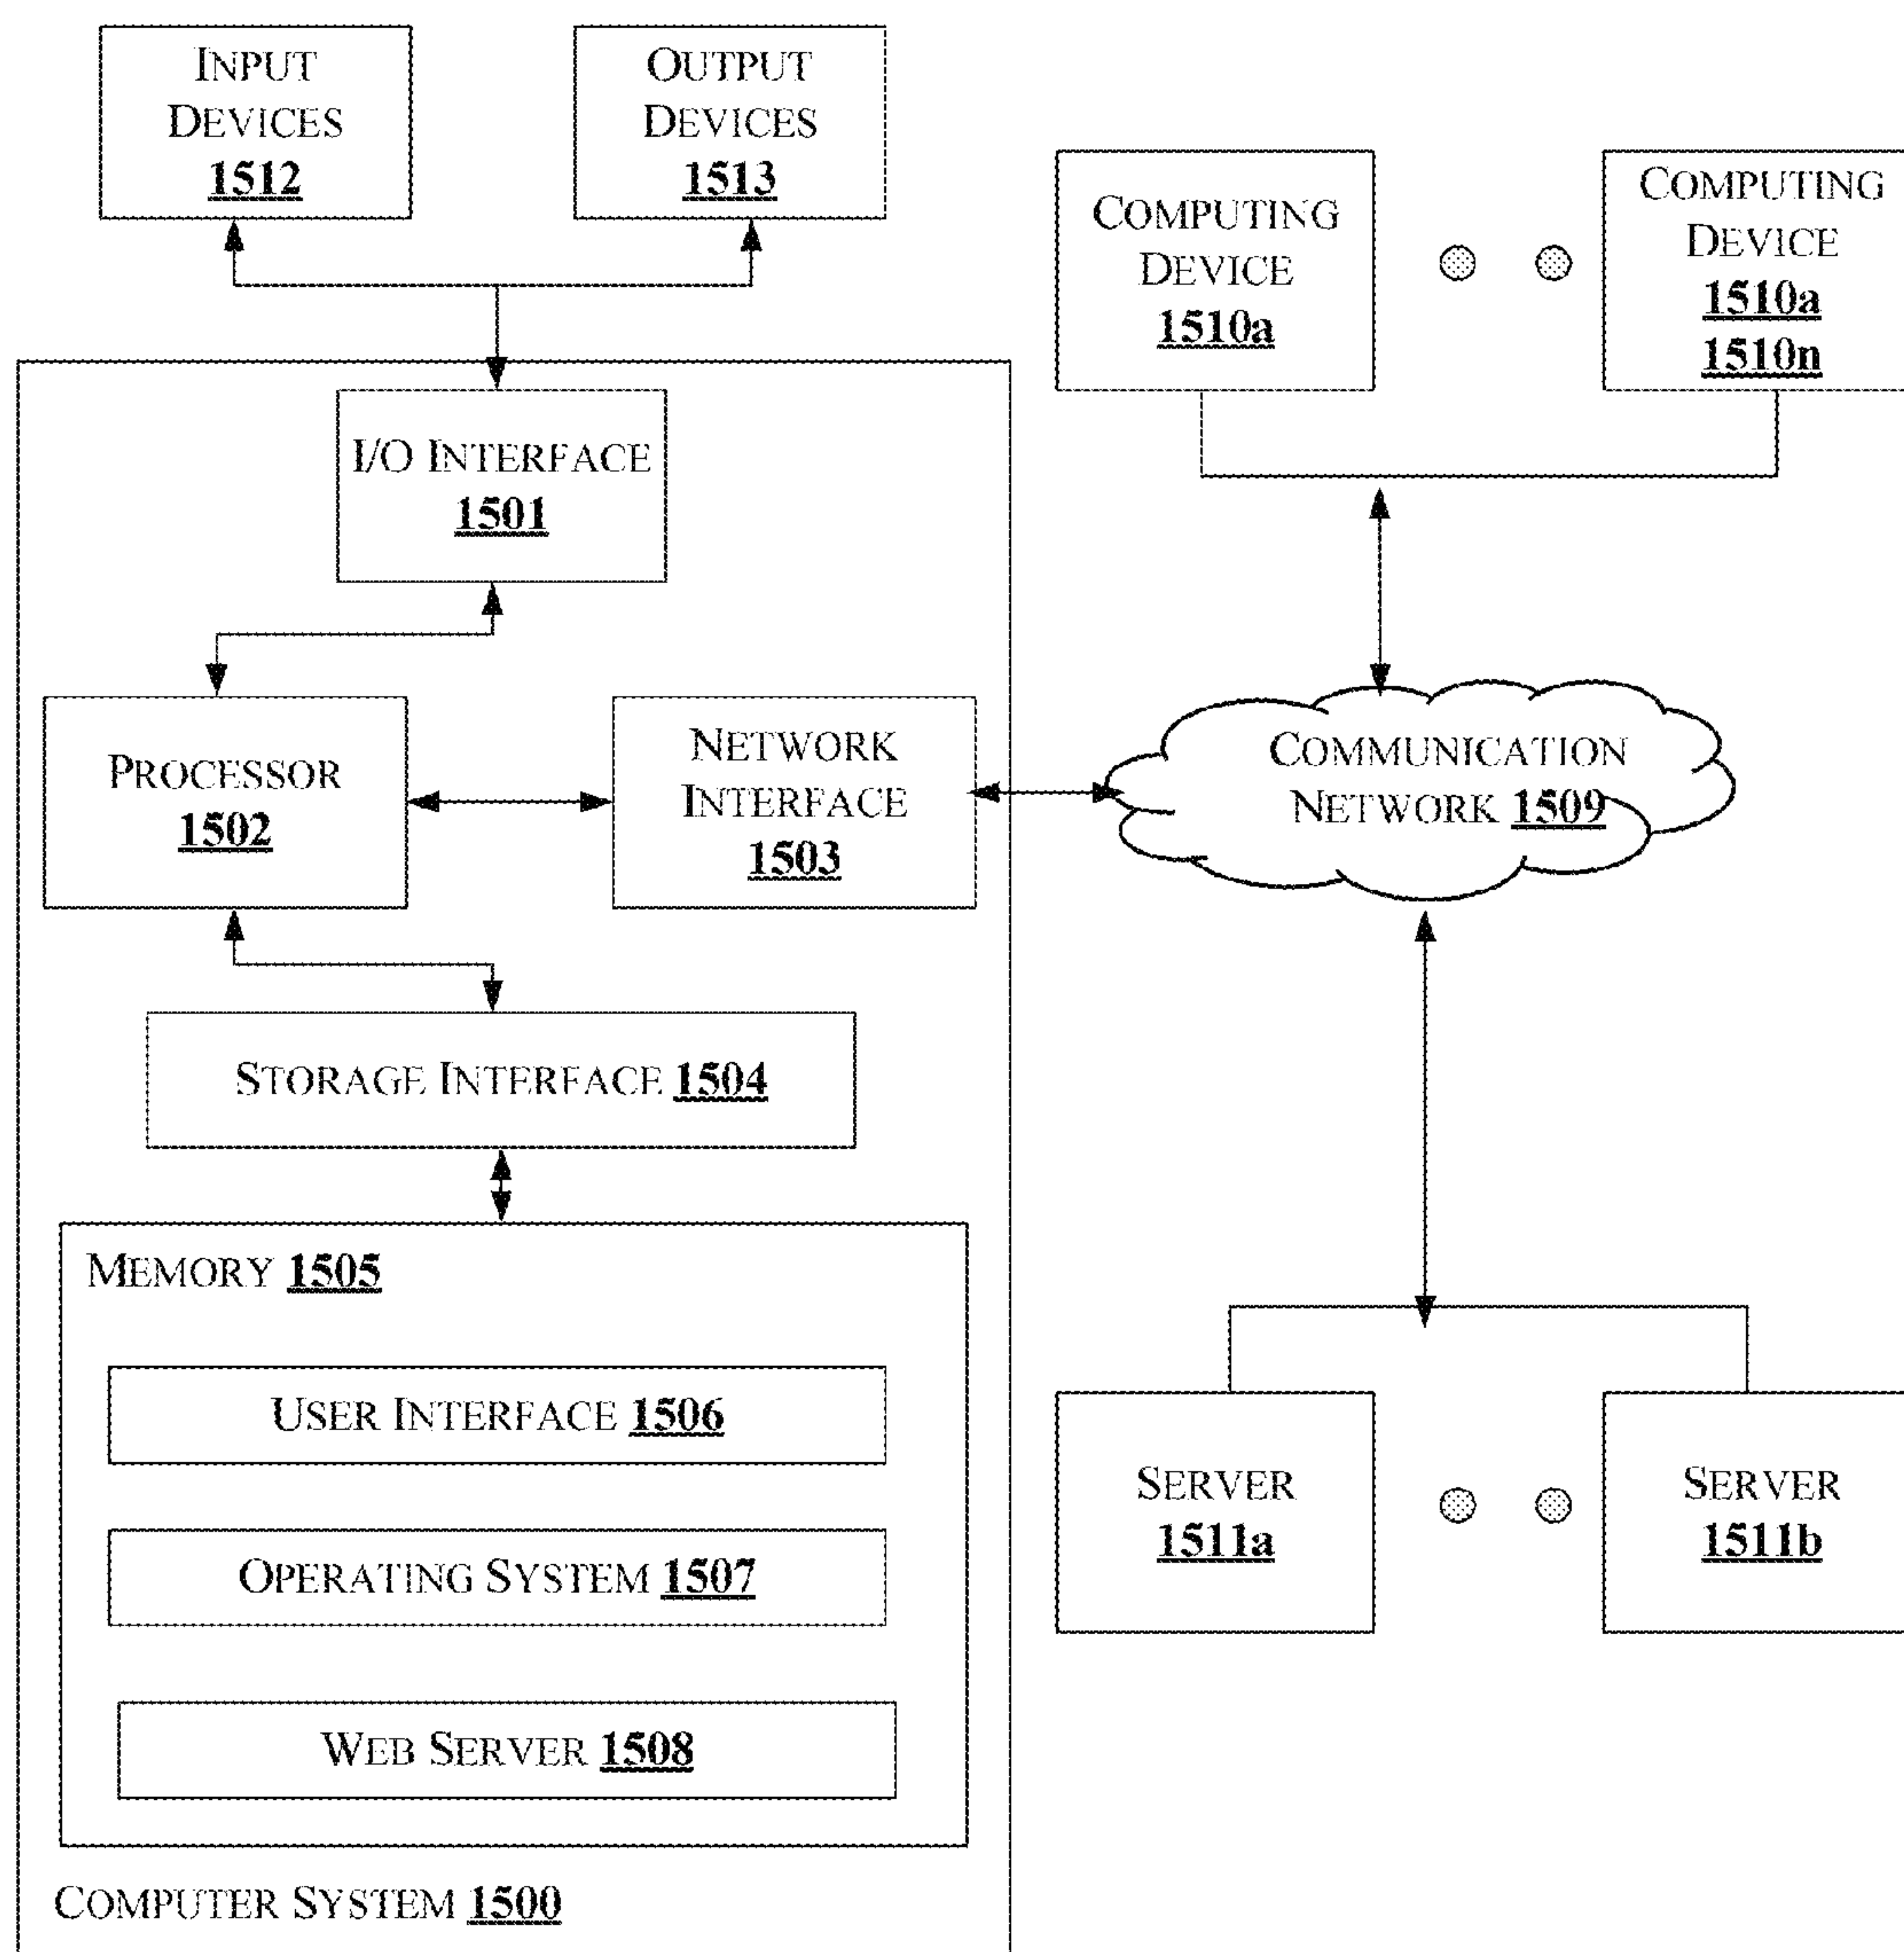 INPUT
DEVICES
1512
OUTPUT
DEVICES
1513
COMPUTING
DEVICE
1510a
COMPUTING
DEVICE
1510a
1510n
I/O INTERFACE
1501
PROCESSOR
1502
NETWORK
INTERFACE
1503
COMMUNICATION
NETWORK 1509
STORAGE INTERFACE 1504
MEMORY 1505
USER INTERFACE 1506
OPERATING SYSTEM 1507
WEB SERVER 1508
SERVER
1511a
SERVER
1511b
COMPUTER SYSTEM 1500